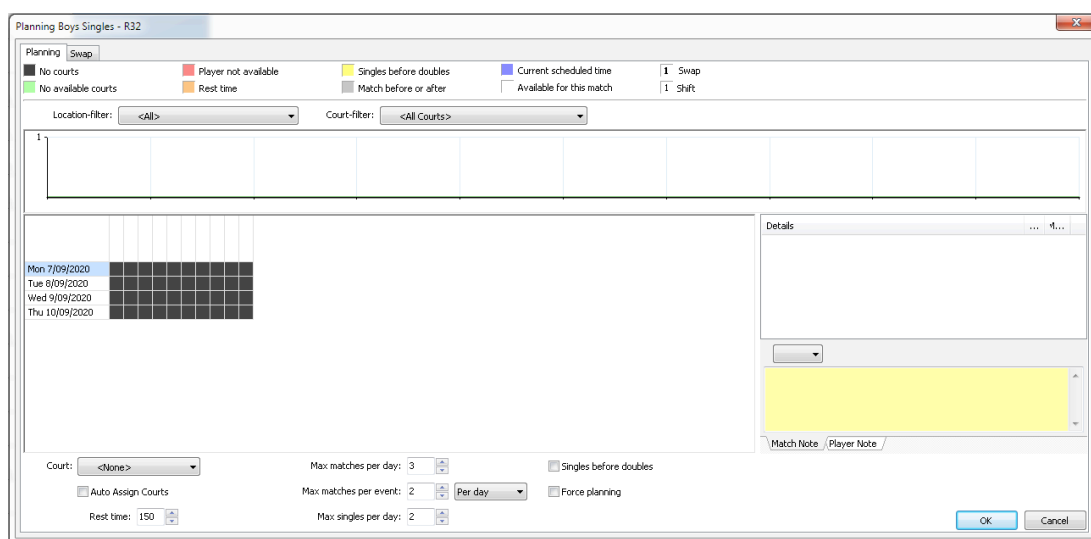 Planning Boys Singles - R32
Planning Swap
No courts Player not available Singles before doubles Current scheduled time 1 Swap
No available courts Rest time Match before or after Available for this match 1 Shift
Location-filter: <All> Court-filter: <All Courts>
1
Details ... ...
Mon 7/09/2020
Tue 8/09/2020
Wed 9/09/2020
Thu 10/09/2020
Match Note Player Note
Court: <None> Max matches per day: 3 Singles before doubles
Auto Assign Courts Max matches per event: 2 Per day Force planning
Rest time: 150 Max singles per day: 2 OK Cancel